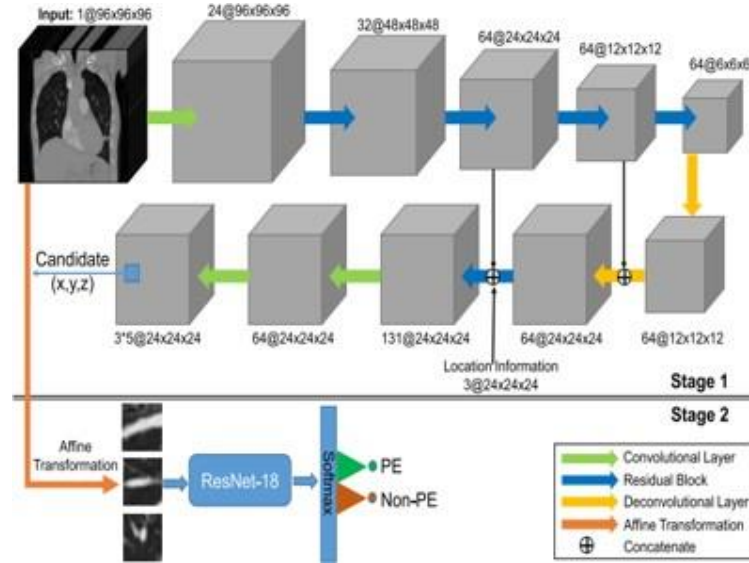 Input: 1@96x96x96
24@96x96x96
32@48x48x48
64@24x24x24
64@12x12x12
64@6x6x6
Candidate
(x,y,z)
3*5@24x24x24
64@24x24x24
131@24x24x24
64@24x24x24
64@12x12x12
Location Information
3@24x24x24
Stage 1
Stage 2
Affine
Transformation
ResNet-18
Softmax
PE
Non-PE
Convolutional Layer
Residual Block
Deconvolutional Layer
Affine Transformation
Concatenate